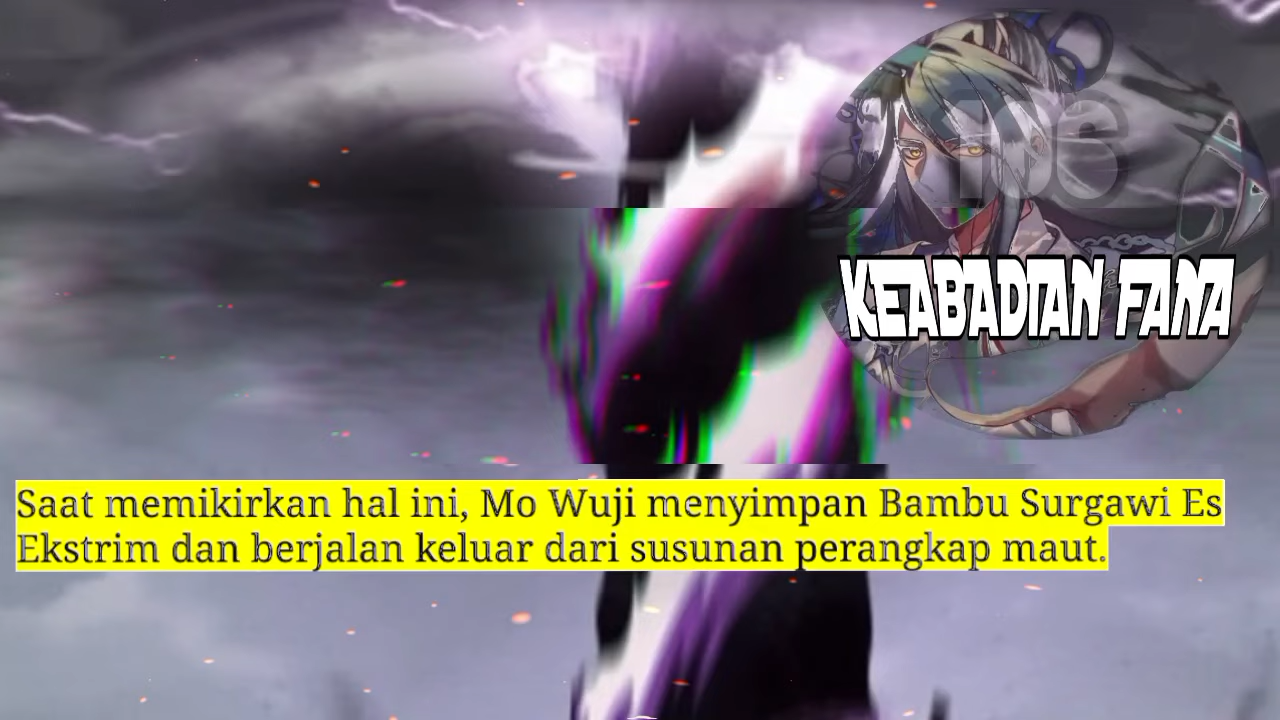 106
KEABADIAN FANA
Saat memikirkan hal ini, Mo Wuji menyimpan Bambu Surgawi Es
Ekstrim dan berjalan keluar dari susunan perangkap maut.